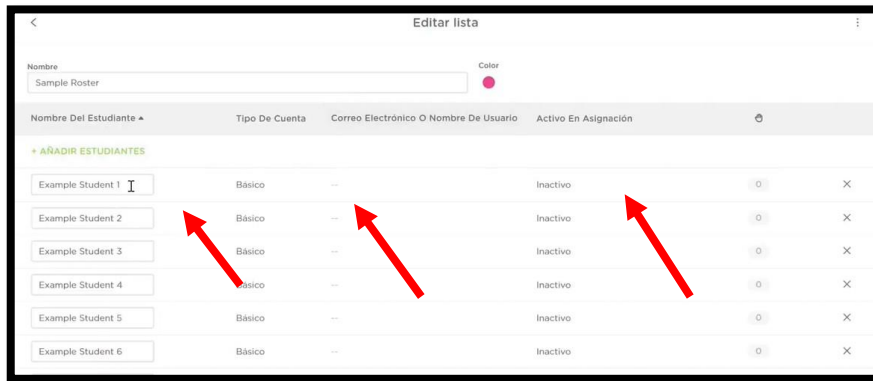 Editar lista
Nombre
Color
Sample Roster
Nombre Del Estudiante Tipo De Cuenta Correo Electrónico O Nombre De Usuario Activo En Asignación
+ AÑADIR ESTUDIANTES
Example Student 1 Básico -- Inactivo 0
Example Student 2 Básico -- Inactivo 0
Example Student 3 Básico -- Inactivo 0
Example Student 4 Básico -- Inactivo 0
Example Student 5 Básico -- Inactivo 0
Example Student 6 Básico -- Inactivo 0